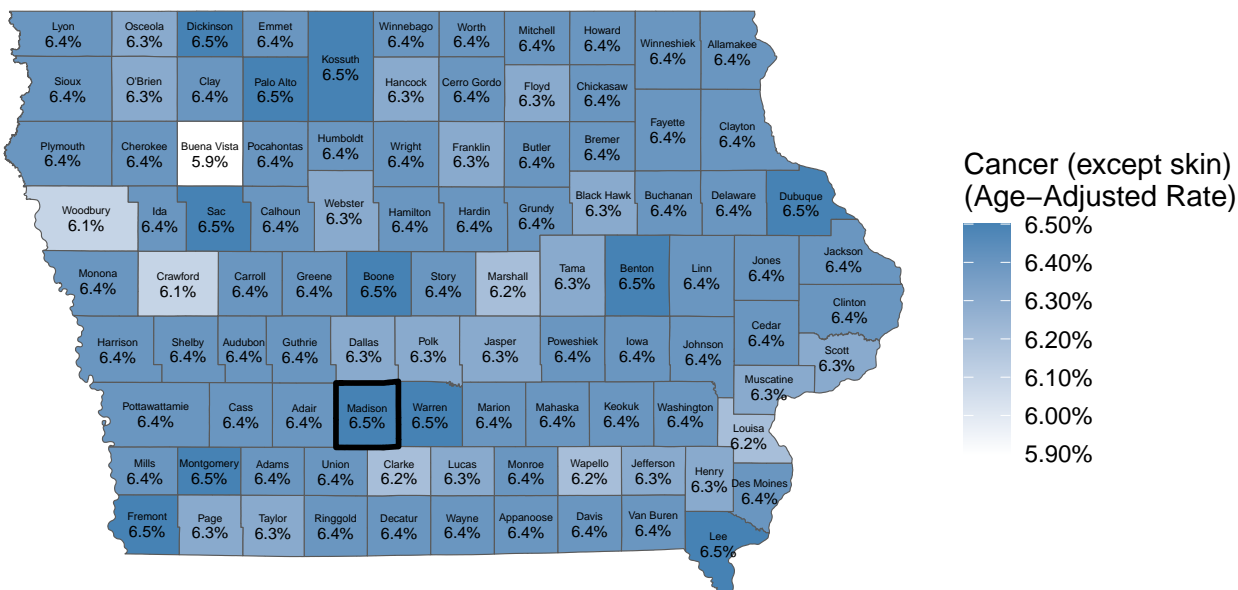 Lyon
6.4%
Osceola
6.3%
Dickinson
6.5%
Emmet
6.4%
Kossuth
6.5%
Winnebago
6.4%
Worth
6.4%
Mitchell
6.4%
Howard
6.4%
Winneshiek
6.4%
Allamakee
6.4%
Sioux
6.4%
O'Brien
6.3%
Clay
6.4%
Palo Alto
6.5%
Hancock
6.3%
Cerro Gordo
6.4%
Floyd
6.3%
Chickasaw
6.4%
Fayette
6.4%
Clayton
6.4%
Plymouth
6.4%
Cherokee
6.4%
Buena Vista
5.9%
Pocahontas
6.4%
Humboldt
6.4%
Wright
6.4%
Franklin
6.3%
Butler
6.4%
Bremer
6.4%
Woodbury
6.1%
Ida
6.4%
Sac
6.5%
Calhoun
6.4%
Webster
6.3%
Hamilton
6.4%
Hardin
6.4%
Grundy
6.4%
Black Hawk
6.3%
Buchanan
6.4%
Delaware
6.4%
Dubuque
6.5%
Monona
6.4%
Crawford
6.1%
Carroll
6.4%
Greene
6.4%
Boone
6.5%
Story
6.4%
Marshall
6.2%
Tama
6.3%
Benton
6.5%
Linn
6.4%
Jones
6.4%
Jackson
6.4%
Clinton
6.4%
Harrison
6.4%
Shelby
6.4%
Audubon
6.4%
Guthrie
6.4%
Dallas
6.3%
Polk
6.3%
Jasper
6.3%
Poweshiek
6.4%
Iowa
6.4%
Johnson
6.4%
Cedar
6.4%
Scott
6.3%
Muscatine
6.3%
Pottawattamie
6.4%
Cass
6.4%
Adair
6.4%
Madison
6.5%
Warren
6.5%
Marion
6.4%
Mahaska
6.4%
Keokuk
6.4%
Washington
6.4%
Louisa
6.2%
Mills
6.4%
Montgomery
6.5%
Adams
6.4%
Union
6.4%
Clarke
6.2%
Lucas
6.3%
Monroe
6.4%
Wapello
6.2%
Jefferson
6.3%
Henry
6.3%
Des Moines
6.4%
Fremont
6.5%
Page
6.3%
Taylor
6.3%
Ringgold
6.4%
Decatur
6.4%
Wayne
6.4%
Appanoose
6.4%
Davis
6.4%
Van Buren
6.4%
Lee
6.5%
Cancer (except skin)
(Age−Adjusted Rate)
6.50%
6.40%
6.30%
6.20%
6.10%
6.00%
5.90%